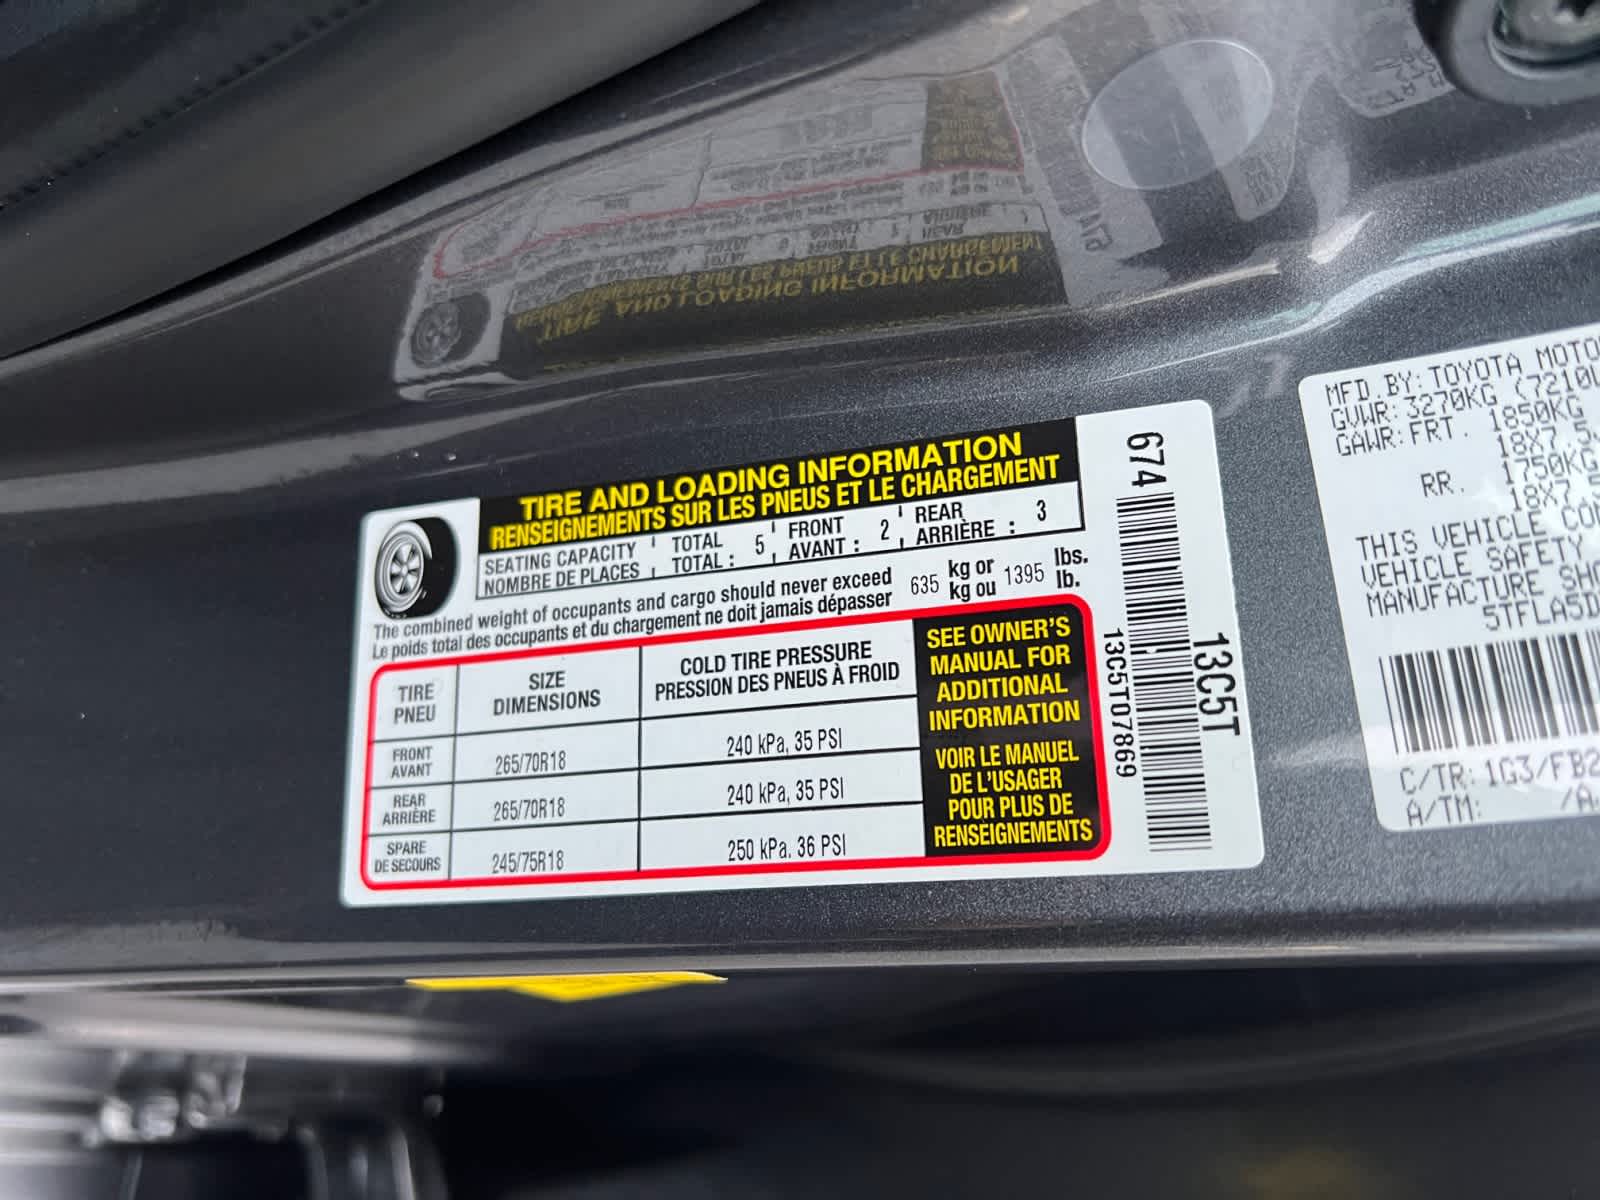 TIRE AND LOADING INFORMATION
RENSEIGNEMENTS SUR LES PNEUS ET LE CHARGEMENT
SEATING CAPACITY TOTAL FRONT REAR
NOMBRE DE PLACES TOTAL : 5 AVANT : 2 ARRIÈRE : 3
The combined weight of occupants and cargo should never exceed 635 kg or 1395 lbs.
Le poids total des occupants et du chargement ne doit jamais dépasser kg ou lb.
TIRE
PNEU
SIZE
DIMENSIONS
COLD TIRE PRESSURE
PRESSION DES PNEUS À FROID
FRONT
AVANT
265/70R18
240 kPa, 35 PSI
REAR
ARRIÈRE
265/70R18
240 kPa, 35 PSI
SPARE
DE SECOURS
245/75R18
250 kPa. 36 PSI
SEE OWNER'S
MANUAL FOR
ADDITIONAL
INFORMATION
VOIR LE MANUEL
DE L'USAGER
POUR PLUS DE
RENSEIGNEMENTS
674
13C5T07869
13C5T
MFD.BY: TOYOTA
GVWR: 3270KG
GAWR: FRT. 1850KG
RR. 1750KG
THIS VEHICLE
VEHICLE SAFETY
MANUFACTURE
C/TR: 1G3/
A/TM: